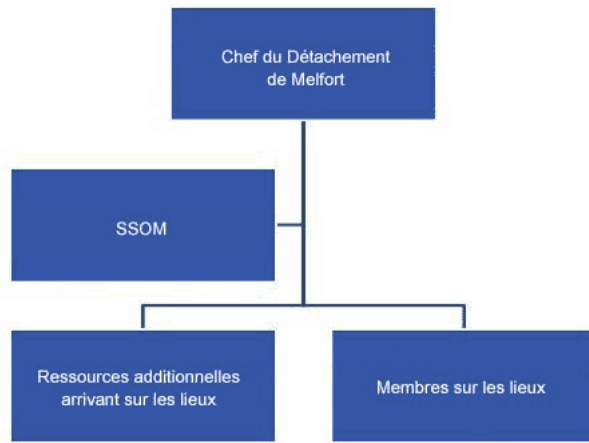 Chef du Détachement
de Melfort
SSOM
Ressources additionnelles
arrivant sur les lieux
Membres sur les lieux